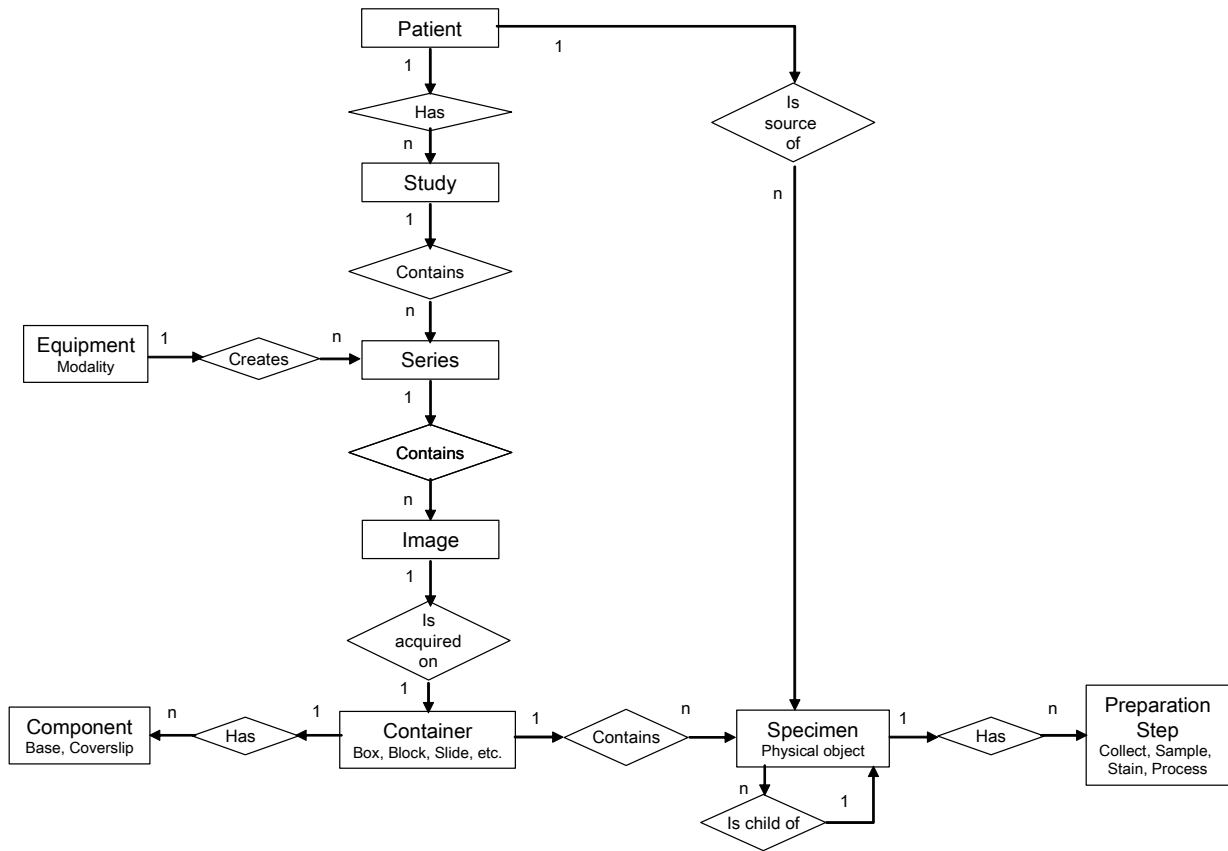 Patient
1
1
Has
Is
source
of
n
Study
n
1
Contains
n
Equipment
Modality
1
Creates
n
Series
1
Contains
n
Image
1
Is
acquired
on
1
Component
Base, Coverslip
n
Has
1
Container
Box, Block, Slide, etc.
1
Contains
n
Specimen
Physical object
1
Has
n
Preparation
Step
Collect, Sample,
Stain, Process
n
1
Is child of